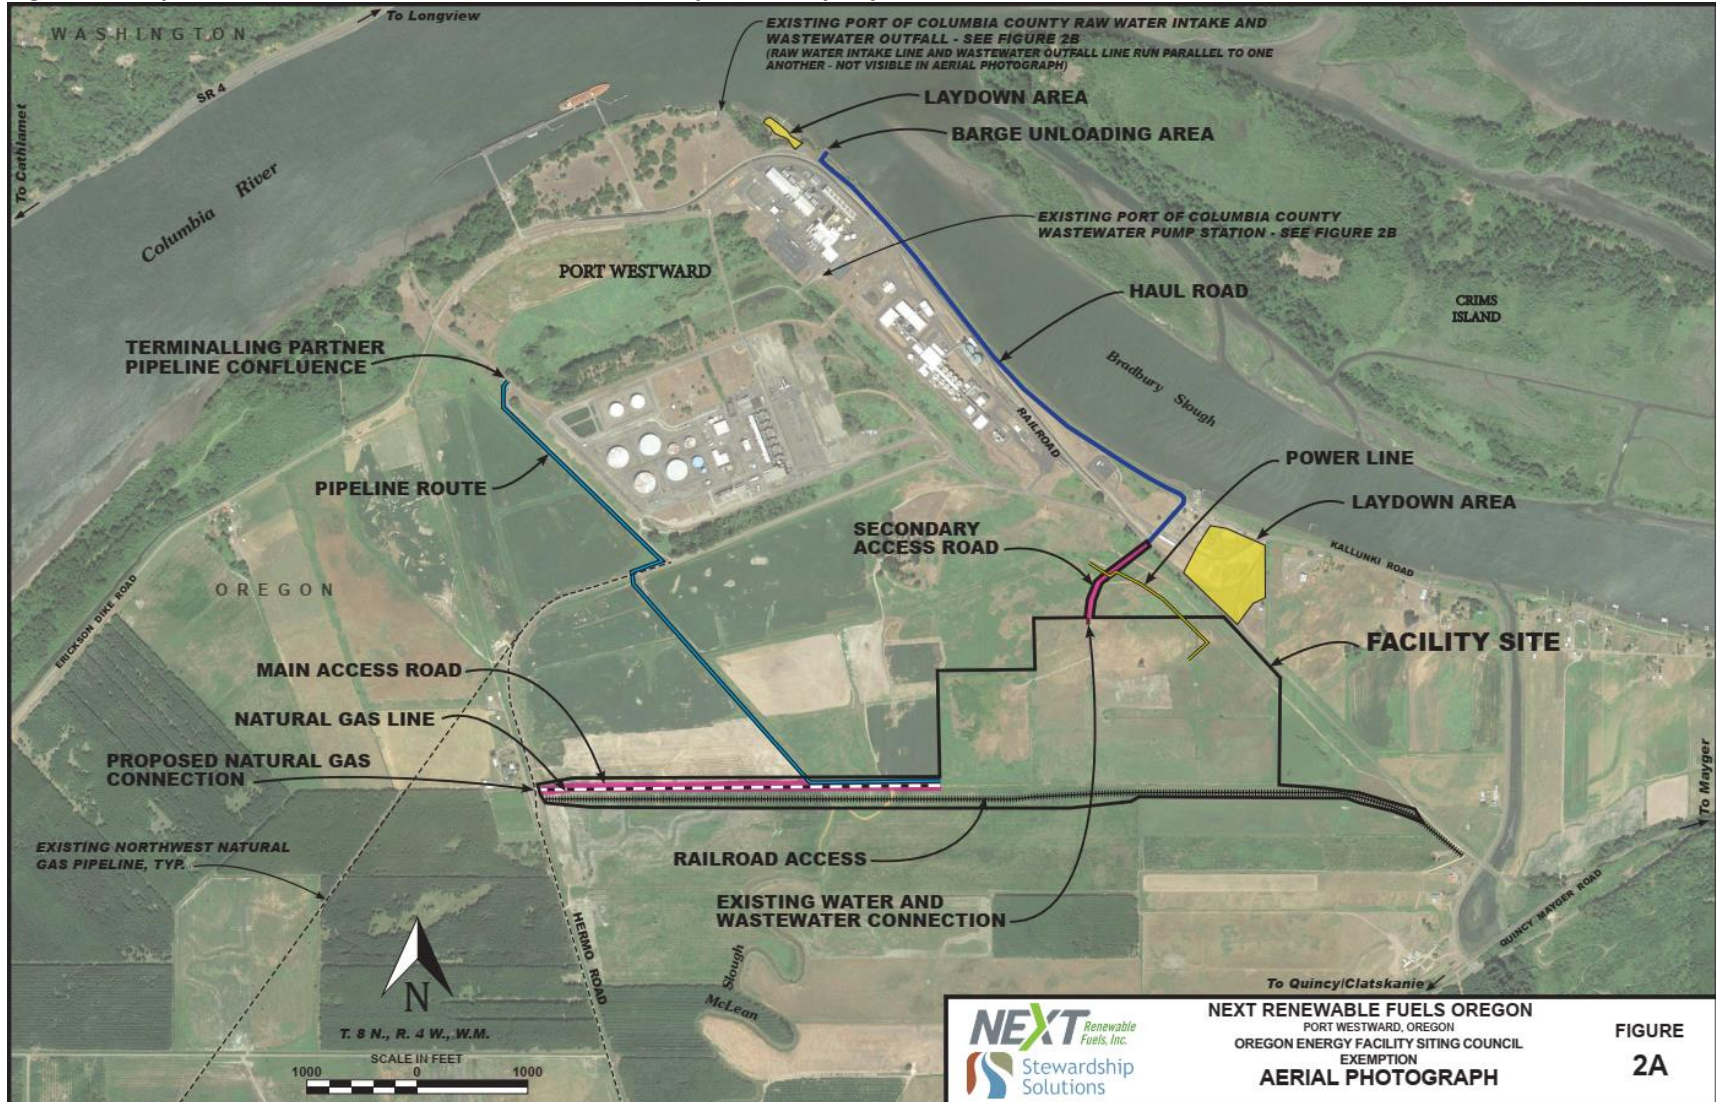 To Longview
WASHINGTON
EXISTING PORT OF COLUMBIA COUNTY RAW WATER INTAKE AND
WASTEWATER OUTFALL - SEE FIGURE 2B
(RAW WATER INTAKE LINE AND WASTEWATER OUTFALL LINE RUN PARALLEL TO ONE
ANOTHER - NOT VISIBLE IN AERIAL PHOTOGRAPH)
SR 4
To Cathlamet
LAYDOWN AREA
BARGE UNLOADING AREA
Columbia River
EXISTING PORT OF COLUMBIA COUNTY
WASTEWATER PUMP STATION - SEE FIGURE 2B
PORT WESTWARD
HAUL ROAD
CRIMS
ISLAND
TERMINALLING PARTNER
PIPELINE CONFLUENCE
Bradbury Slough
RAILROAD
POWER LINE
PIPELINE ROUTE
LAYDOWN AREA
SECONDARY
ACCESS ROAD
KALLUNKI ROAD
OREGON
ERICKSON DIKE ROAD
FACILITY SITE
MAIN ACCESS ROAD
NATURAL GAS LINE
PROPOSED NATURAL GAS
CONNECTION
To Mayger
EXISTING NORTHWEST NATURAL
GAS PIPELINE, TYP.
RAILROAD ACCESS
EXISTING WATER AND
WASTEWATER CONNECTION
HERMO ROAD
QUINCY MAYGER ROAD
McLean Slough
To Quincy/Clatskanie
N
T. 8 N., R. 4 W., W.M.
SCALE IN FEET
1000 0 1000
NEXT Renewable
Fuels, Inc.
Stewardship
Solutions
NEXT RENEWABLE FUELS OREGON
PORT WESTWARD, OREGON
OREGON ENERGY FACILITY SITING COUNCIL
EXEMPTION
AERIAL PHOTOGRAPH
FIGURE
2A